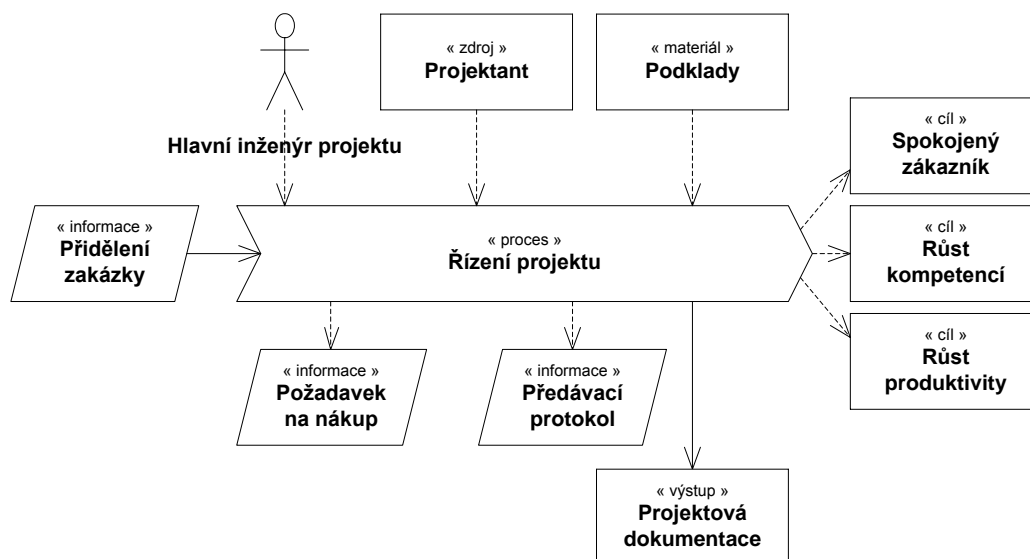 « zdroj »
Projektant
« materiál »
Podklady
Hlavní inženýr projektu
« cíl »
Spokojený
zákazník
« informace »
Přidělení
zakázky
« proces »
Řízení projektu
« cíl »
Růst
kompetencí
« cíl »
Růst
produktivity
« informace »
Požadavek
na nákup
« informace »
Předávací
protokol
« výstup »
Projektová
dokumentace